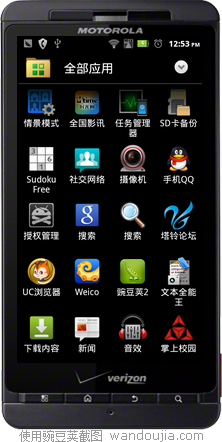 MOTOROLA
12:53 PM
全部应用
情景模式 全国影讯 任务管理器 SD卡备份
Sudoku Free 社交网络 摄像机 手机QQ
授权管理 搜索 搜索 塔铃论坛
UC浏览器 Weico 豌豆荚2 文本全能王
下载内容 新闻 音效 掌上校园
verizon
使用豌豆荚截图 wandoujia.com